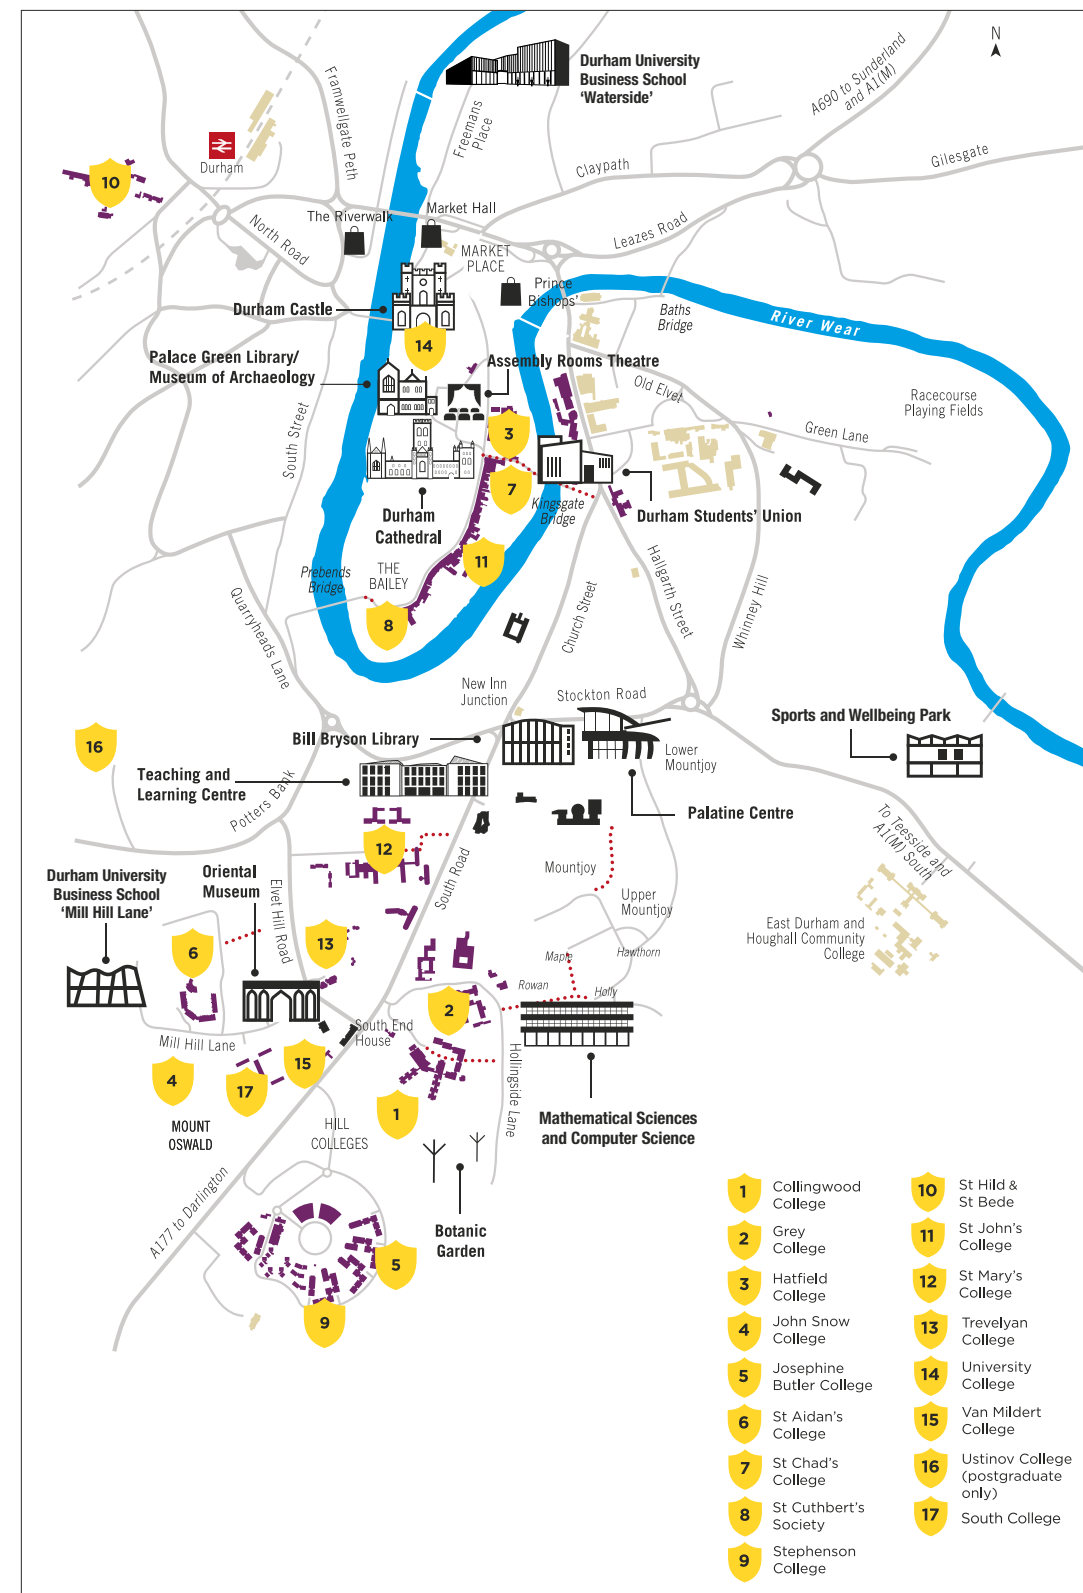 N
Durham University
Business School
'Waterside'
A690 to Sunderland
and A1(M)
Framwellgate Peth
Freemans
Place
Durham
Claypath
Gilesgate
10
The Riverwalk
Market Hall
North Road
Leazes Road
MARKET
PLACE
Prince
Bishops'
Durham Castle
Baths
Bridge
River Wear
14
Palace Green Library/
Museum of Archaeology
Assembly Rooms Theatre
Old Elvet
Racecourse
Playing Fields
South Street
3
Green Lane
7
Kingsgate
Bridge
Durham
Cathedral
Durham Students' Union
11
Prebends
Bridge
THE
BAILEY
Quarryheads Lane
8
Church Street
Hallgarth Street
Whinney Hill
New Inn
Junction
Stockton Road
16
Bill Bryson Library
Sports and Wellbeing Park
Lower
Mountjoy
Teaching and
Learning Centre
Potters Bank
Palatine Centre
To Teesside and
A1(M) South
12
South Road
Durham University
Business School
'Mill Hill Lane'
Oriental
Museum
Elvet Hill Road
Mountjoy
Upper
Mountjoy
East Durham and
Houghall Community
College
6
13
Maple
Hawthorn
Rowan
Holly
2
Mill Hill Lane
South End
House
15
4
17
1
Hollingside Lane
Mathematical Sciences
and Computer Science
MOUNT
OSWALD
HILL
COLLEGES
A177 to Darlington
Botanic
Garden
5
9
1
Collingwood
College
2
Grey
College
3
Hatfield
College
4
John Snow
College
5
Josephine
Butler College
6
St Aidan's
College
7
St Chad's
College
8
St Cuthbert's
Society
9
Stephenson
College
10
St Hild &
St Bede
11
St John's
College
12
St Mary's
College
13
Trevelyan
College
14
University
College
15
Van Mildert
College
16
Ustinov College
(postgraduate
only)
17
South College